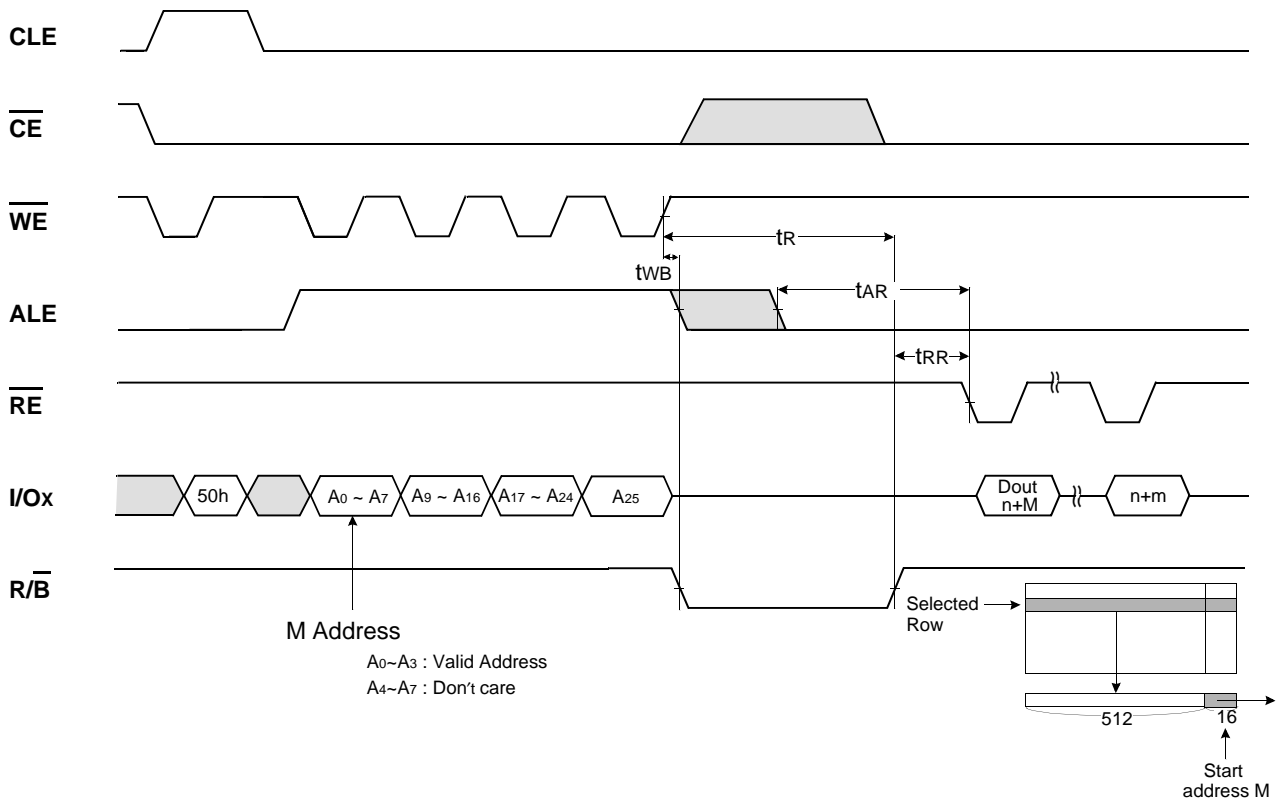 CLE
CE
WE
tR
tWB
tAR
ALE
tRR
RE
I/Ox
50h
A0 ~ A7
A9 ~ A16
A17 ~ A24
A25
Dout
n+M
n+m
R/B
Selected
Row
M Address
A0~A3 : Valid Address
A4~A7 : Don't care
512
16
Start
address M